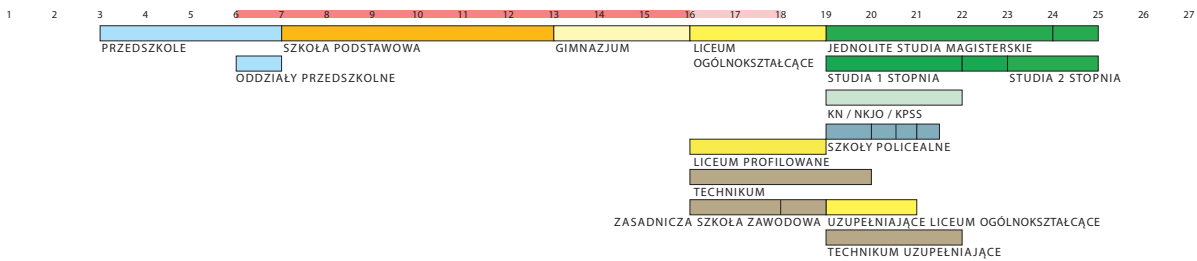 1 2 3 4 5 6 7 8 9 10 11 12 13 14 15 16 17 18 19 20 21 22 23 24 25 26 27
PRZEDSZKOLE SZKOŁA PODSTAWOWA GIMNAZJUM LICEUM JEDNOLITE STUDIA MAGISTERSKIE
OGÓLNOKSZTAŁCĄCE
ODDZIAŁY PRZEDSZKOLNE STUDIA 1 STOPNIA STUDIA 2 STOPNIA
KN / NKJO / KPSS
SZKOŁY POLICEALNE
LICEUM PROFILOWANE
TECHNIKUM
ZASADNICZA SZKOŁA ZAWODOWA UZUPEŁNIAJĄCE LICEUM OGÓLNOKSZTAŁCĄCE
TECHNIKUM UZUPEŁNIAJĄCE